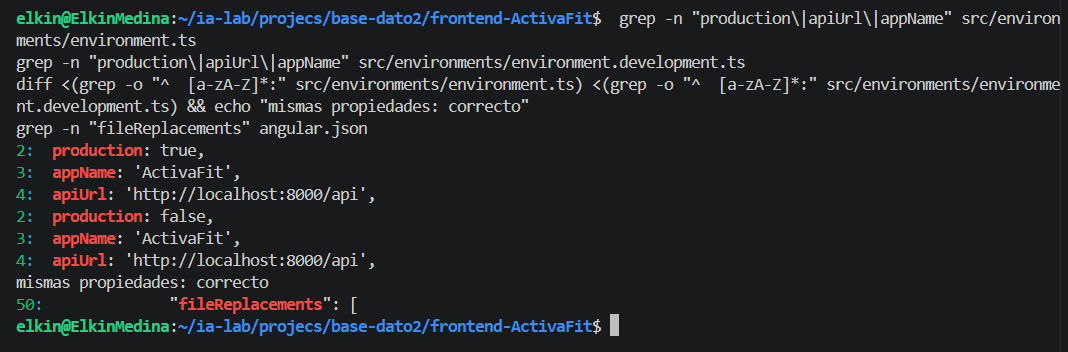 elkin@ElkinMedina:~/ia-lab/projecs/base-dato2/frontend-ActivaFit$  grep -n "production\|apiUrl\|appName" src/environ
ments/environment.ts
grep -n "production\|apiUrl\|appName" src/environments/environment.development.ts
diff <(grep -o "^  [a-zA-Z]*:" src/environments/environment.ts) <(grep -o "^  [a-zA-Z]*:" src/environments/environme
nt.development.ts) && echo "mismas propiedades: correcto"
grep -n "fileReplacements" angular.json
2:  production: true,
3:  appName: 'ActivaFit',
4:  apiUrl: 'http://localhost:8000/api',
2:  production: false,
3:  appName: 'ActivaFit',
4:  apiUrl: 'http://localhost:8000/api',
mismas propiedades: correcto
50:              "fileReplacements": [
elkin@ElkinMedina:~/ia-lab/projecs/base-dato2/frontend-ActivaFit$